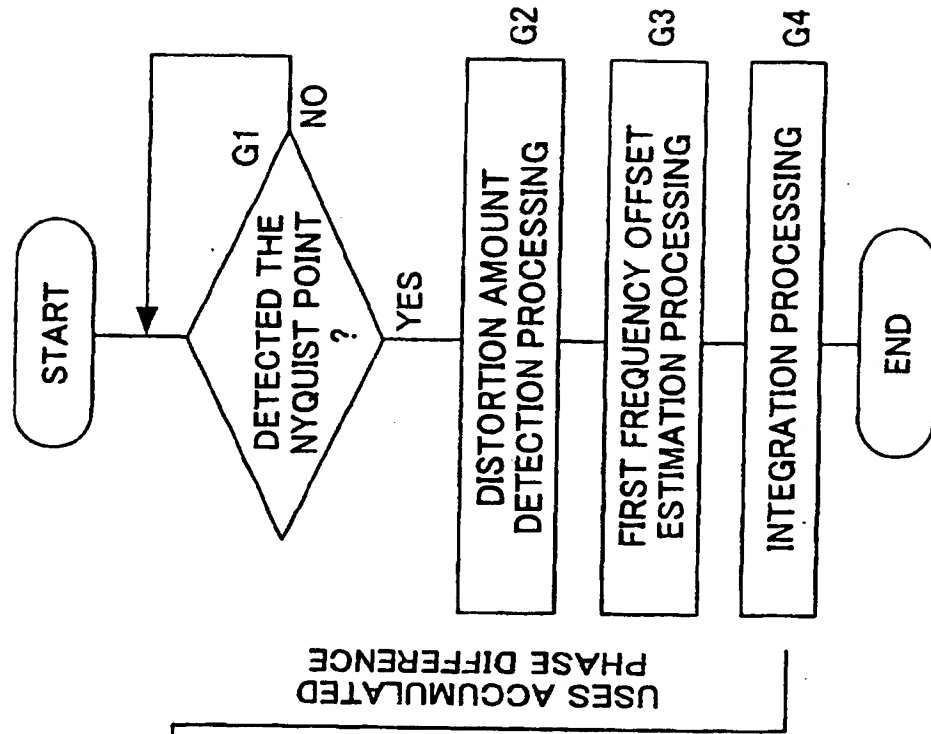 START
G1
DETECTED THE
NYQUIST POINT
?
NO
YES
DISTORTION AMOUNT
DETECTION PROCESSING
G2
FIRST FREQUENCY OFFSET
ESTIMATION PROCESSING
G3
INTEGRATION PROCESSING
G4
END
USES ACCUMULATED
PHASE DIFFERENCE